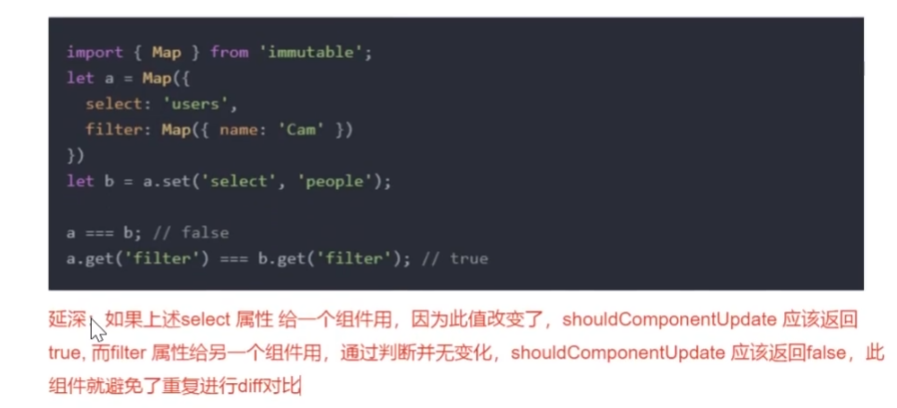 import { Map } from 'immutable';
let a = Map({
  select: 'users',
  filter: Map({ name: 'Cam' })
})
let b = a.set('select', 'people');
a === b; // false
a.get('filter') === b.get('filter'); // true
延深，如果上述select 属性 给一个组件用，因为此值改变了，shouldComponentUpdate 应该返回
true, 而filter 属性给另一个组件用，通过判断并无变化，shouldComponentUpdate 应该返回false，此
组件就避免了重复进行diff对比